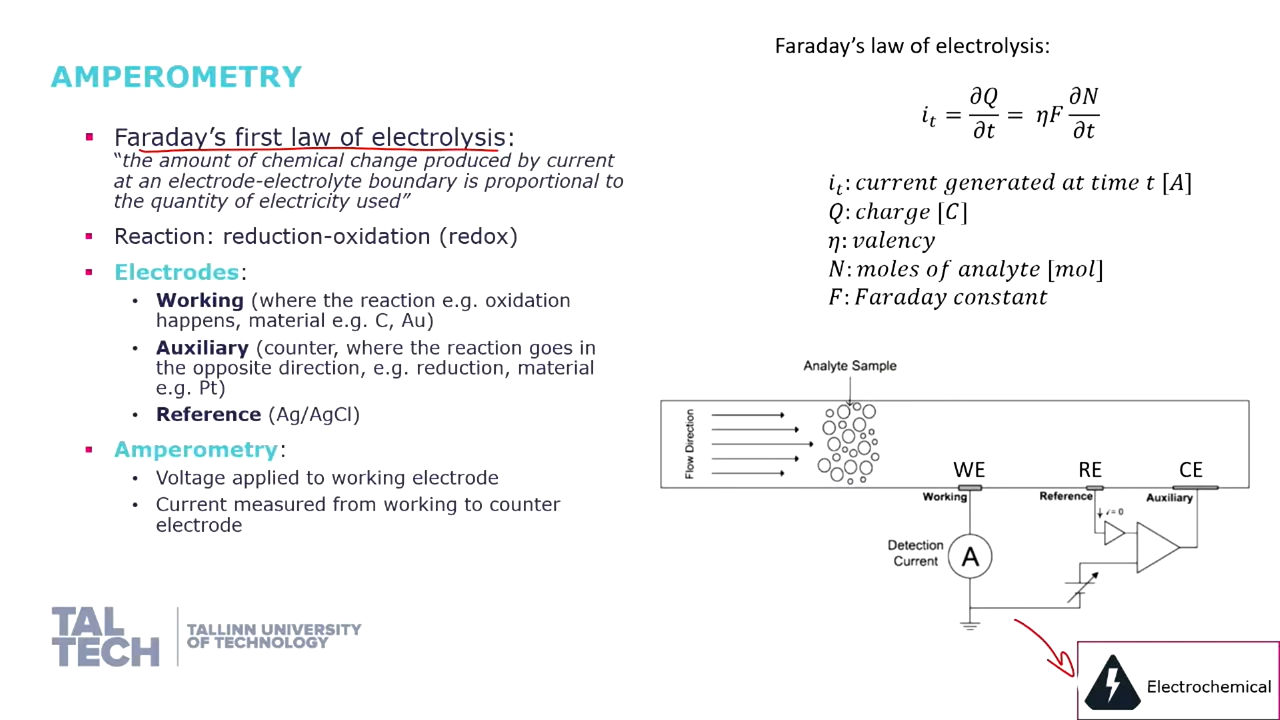 AMPEROMETRY
▪ Faraday's first law of electrolysis:
"the amount of chemical change produced by current
at an electrode-electrolyte boundary is proportional to
the quantity of electricity used"
▪ Reaction: reduction-oxidation (redox)
▪ Electrodes:
• Working (where the reaction e.g. oxidation
happens, material e.g. C, Au)
• Auxiliary (counter, where the reaction goes in
the opposite direction, e.g. reduction, material
e.g. Pt)
• Reference (Ag/AgCl)
▪ Amperometry:
• Voltage applied to working electrode
• Current measured from working to counter
electrode
TAL
TECH
TALLINN UNIVERSITY
OF TECHNOLOGY
Faraday's law of electrolysis:
i_t = ∂Q/∂t = ηF ∂N/∂t
i_t: current generated at time t [A]
Q: charge [C]
η: valency
N: moles of analyte [mol]
F: Faraday constant
Analyte Sample
Flow Direction
WE RE CE
Working Reference Auxiliary
i=0
Detection
Current
A
Electrochemical